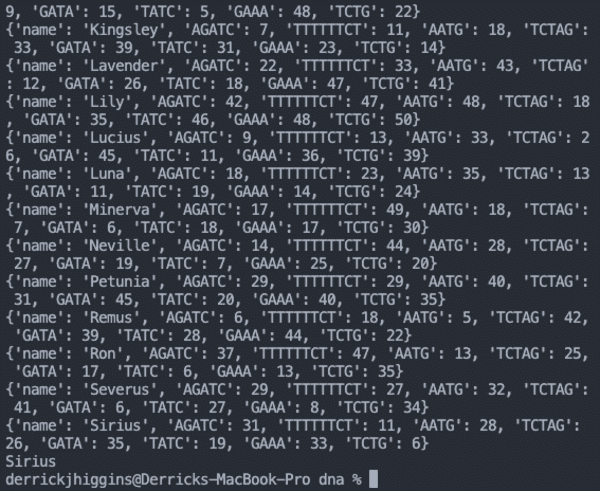 9, 'GATA': 15, 'TATC': 5, 'GAAA': 48, 'TCTG': 22}
{'name': 'Kingsley', 'AGATC': 7, 'TTTTTTCT': 11, 'AATG': 18, 'TCTAG':
33, 'GATA': 39, 'TATC': 31, 'GAAA': 23, 'TCTG': 14}
{'name': 'Lavender', 'AGATC': 22, 'TTTTTTCT': 33, 'AATG': 43, 'TCTAG'
: 12, 'GATA': 26, 'TATC': 18, 'GAAA': 47, 'TCTG': 41}
{'name': 'Lily', 'AGATC': 42, 'TTTTTTCT': 47, 'AATG': 48, 'TCTAG': 18
, 'GATA': 35, 'TATC': 46, 'GAAA': 48, 'TCTG': 50}
{'name': 'Lucius', 'AGATC': 9, 'TTTTTTCT': 13, 'AATG': 33, 'TCTAG': 2
6, 'GATA': 45, 'TATC': 11, 'GAAA': 36, 'TCTG': 39}
{'name': 'Luna', 'AGATC': 18, 'TTTTTTCT': 23, 'AATG': 35, 'TCTAG': 13
, 'GATA': 11, 'TATC': 19, 'GAAA': 14, 'TCTG': 24}
{'name': 'Minerva', 'AGATC': 17, 'TTTTTTCT': 49, 'AATG': 18, 'TCTAG':
7, 'GATA': 6, 'TATC': 18, 'GAAA': 17, 'TCTG': 30}
{'name': 'Neville', 'AGATC': 14, 'TTTTTTCT': 44, 'AATG': 28, 'TCTAG':
27, 'GATA': 19, 'TATC': 7, 'GAAA': 25, 'TCTG': 20}
{'name': 'Petunia', 'AGATC': 29, 'TTTTTTCT': 29, 'AATG': 40, 'TCTAG':
31, 'GATA': 45, 'TATC': 20, 'GAAA': 40, 'TCTG': 35}
{'name': 'Remus', 'AGATC': 6, 'TTTTTTCT': 18, 'AATG': 5, 'TCTAG': 42,
'GATA': 39, 'TATC': 28, 'GAAA': 44, 'TCTG': 22}
{'name': 'Ron', 'AGATC': 37, 'TTTTTTCT': 47, 'AATG': 13, 'TCTAG': 25,
'GATA': 17, 'TATC': 6, 'GAAA': 13, 'TCTG': 35}
{'name': 'Severus', 'AGATC': 29, 'TTTTTTCT': 27, 'AATG': 32, 'TCTAG':
41, 'GATA': 6, 'TATC': 27, 'GAAA': 8, 'TCTG': 34}
{'name': 'Sirius', 'AGATC': 31, 'TTTTTTCT': 11, 'AATG': 28, 'TCTAG':
26, 'GATA': 35, 'TATC': 19, 'GAAA': 33, 'TCTG': 6}
Sirius
derrickjhiggins@Derricks-MacBook-Pro dna %